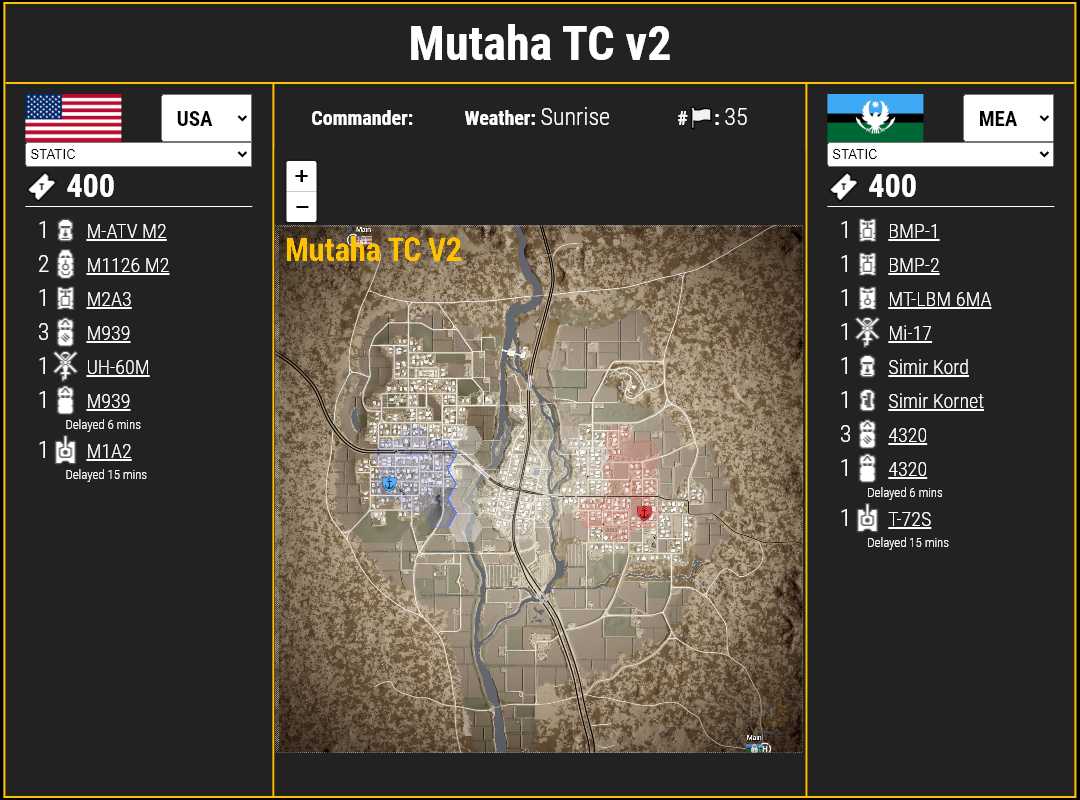 Mutaha TC v2
USA
STATIC
400
1 M-ATV M2
2 M1126 M2
1 M2A3
3 M939
1 UH-60M
1 M939
Delayed 6 mins
1 M1A2
Delayed 15 mins
Commander:
Weather: Sunrise
#: 35
+
−
Main
Mutaha TC V2
Main
H
MEA
STATIC
400
1 BMP-1
1 BMP-2
1 MT-LBM 6MA
1 Mi-17
1 Simir Kord
1 Simir Kornet
3 4320
1 4320
Delayed 6 mins
1 T-72S
Delayed 15 mins